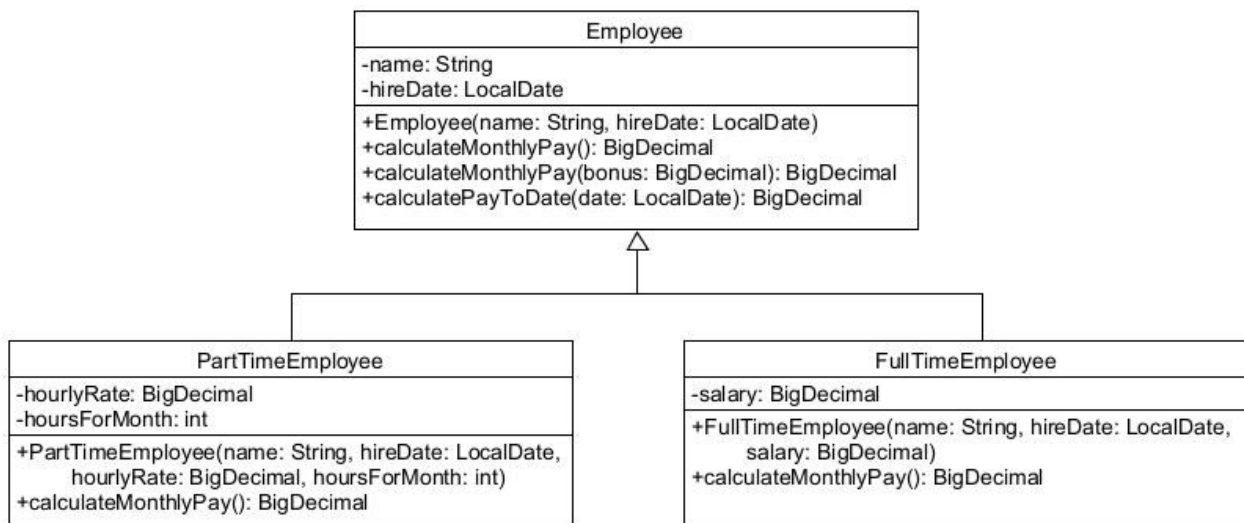 Employee
-name: String
-hireDate: LocalDate
+Employee(name: String, hireDate: LocalDate)
+calculateMonthlyPay(): BigDecimal
+calculateMonthlyPay(bonus: BigDecimal): BigDecimal
+calculatePayToDate(date: LocalDate): BigDecimal
PartTimeEmployee
-hourlyRate: BigDecimal
-hoursForMonth: int
+PartTimeEmployee(name: String, hireDate: LocalDate,
hourlyRate: BigDecimal, hoursForMonth: int)
+calculateMonthlyPay(): BigDecimal
FullTimeEmployee
-salary: BigDecimal
+FullTimeEmployee(name: String, hireDate: LocalDate,
salary: BigDecimal)
+calculateMonthlyPay(): BigDecimal